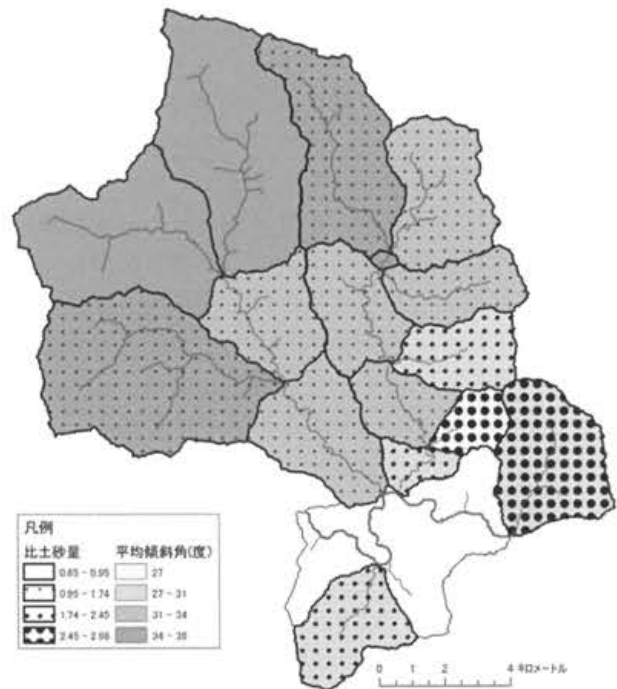 凡例
比土砂量 平均傾斜角(度)
0.65 - 0.95 27
0.95 - 1.74 27 - 31
1.74 - 2.45 31 - 34
2.45 - 2.98 34 - 38
0 1 2 4 キロメートル